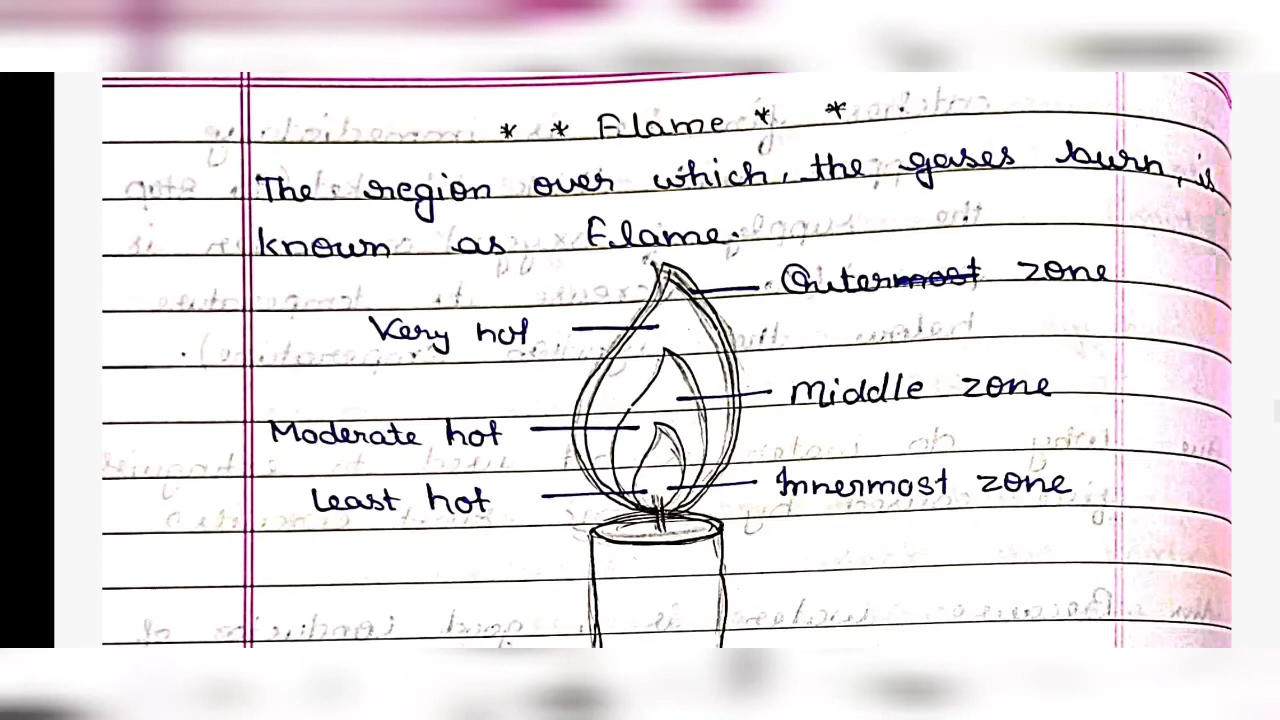 * * Flame * *
The region over which, the gases burn, is
known as Flame.
Outermost zone
Very hot
Middle zone
Moderate hot
Least hot
Innermost zone